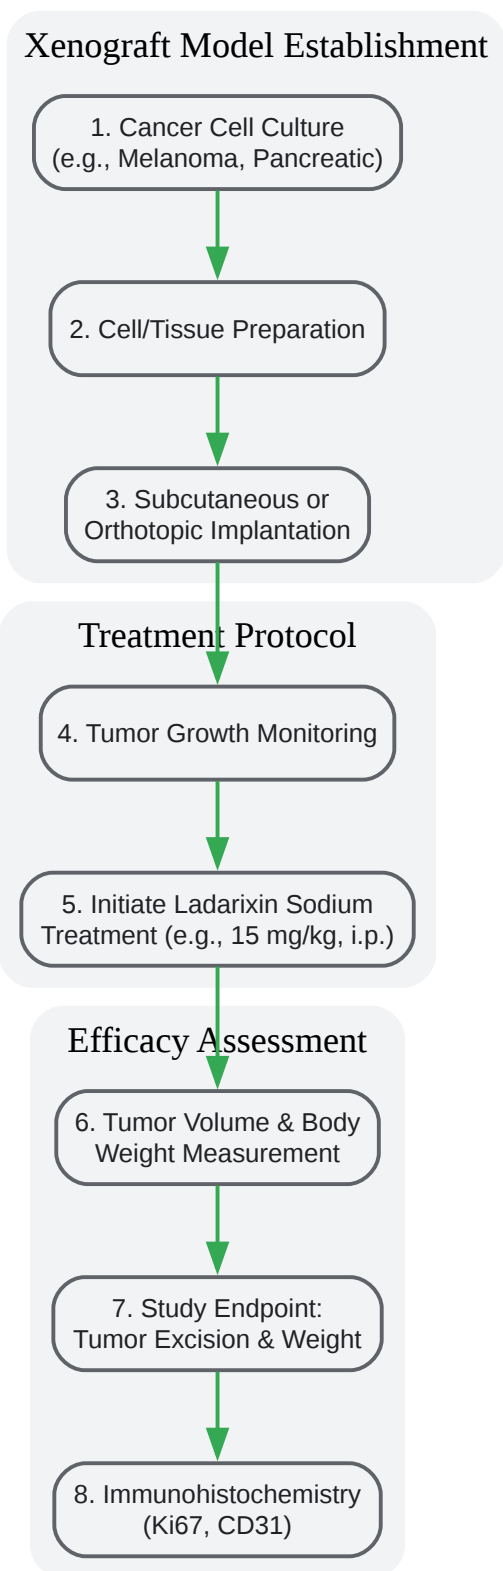 Xenograft Model Establishment
1. Cancer Cell Culture
(e.g., Melanoma, Pancreatic)
2. Cell/Tissue Preparation
3. Subcutaneous or
Orthotopic Implantation
Treatment Protocol
4. Tumor Growth Monitoring
5. Initiate Ladarixin Sodium
Treatment (e.g., 15 mg/kg, i.p.)
Efficacy Assessment
6. Tumor Volume & Body
Weight Measurement
7. Study Endpoint:
Tumor Excision & Weight
8. Immunohistochemistry
(Ki67, CD31)